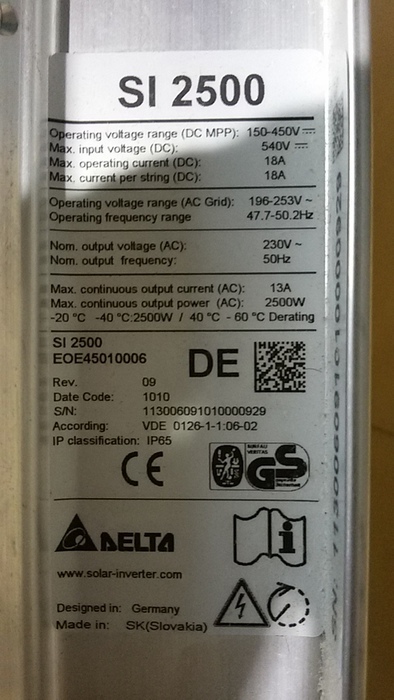 SI 2500
Operating voltage range (DC MPP): 150-450V ⎓
Max. input voltage (DC): 540V ⎓
Max. operating current (DC): 18A
Max. current per string (DC): 18A
Operating voltage range (AC Grid): 196-253V ~
Operating frequency range 47.7-50.2Hz
Nom. output voltage (AC): 230V ~
Nom. output frequency: 50Hz
Max. continuous output current (AC): 13A
Max. continuous output power (AC): 2500W
-20 °C -40 °C:2500W / 40 °C - 60 °C Derating
SI 2500
EOE45010006
DE
Rev. 09
Date Code: 1010
S/N: 113006091010000929
According: VDE 0126-1-1:06-02
IP classification: IP65
CE
BUREAU
VERITAS
GS
DELTA
i
www.solar-inverter.com
Designed in: Germany
Made in: SK(Slovakia)
S/N: 113006091010000929